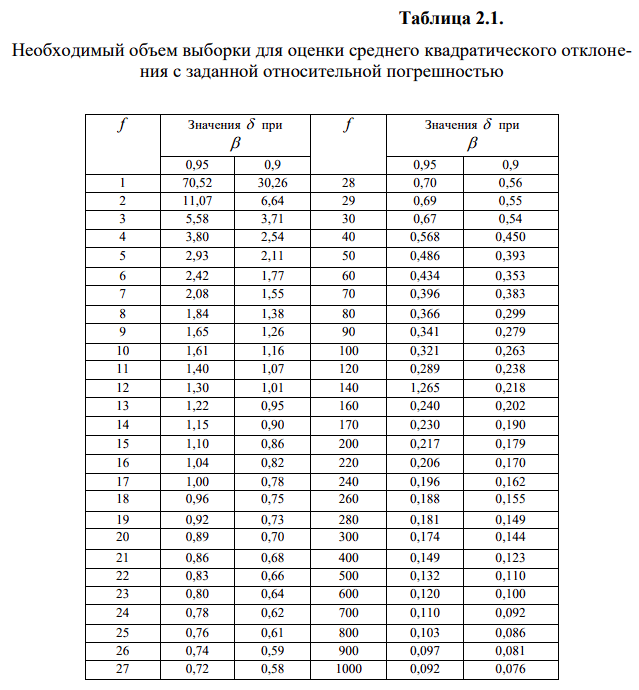 Таблица 2.1.
Необходимый объем выборки для оценки среднего квадратического отклоне-
ния с заданной относительной погрешностью
f Значения δ при β f Значения δ при β
0,95 0,9 0,95 0,9
1 70,52 30,26 28 0,70 0,56
2 11,07 6,64 29 0,69 0,55
3 5,58 3,71 30 0,67 0,54
4 3,80 2,54 40 0,568 0,450
5 2,93 2,11 50 0,486 0,393
6 2,42 1,77 60 0,434 0,353
7 2,08 1,55 70 0,396 0,383
8 1,84 1,38 80 0,366 0,299
9 1,65 1,26 90 0,341 0,279
10 1,61 1,16 100 0,321 0,263
11 1,40 1,07 120 0,289 0,238
12 1,30 1,01 140 1,265 0,218
13 1,22 0,95 160 0,240 0,202
14 1,15 0,90 170 0,230 0,190
15 1,10 0,86 200 0,217 0,179
16 1,04 0,82 220 0,206 0,170
17 1,00 0,78 240 0,196 0,162
18 0,96 0,75 260 0,188 0,155
19 0,92 0,73 280 0,181 0,149
20 0,89 0,70 300 0,174 0,144
21 0,86 0,68 400 0,149 0,123
22 0,83 0,66 500 0,132 0,110
23 0,80 0,64 600 0,120 0,100
24 0,78 0,62 700 0,110 0,092
25 0,76 0,61 800 0,103 0,086
26 0,74 0,59 900 0,097 0,081
27 0,72 0,58 1000 0,092 0,076